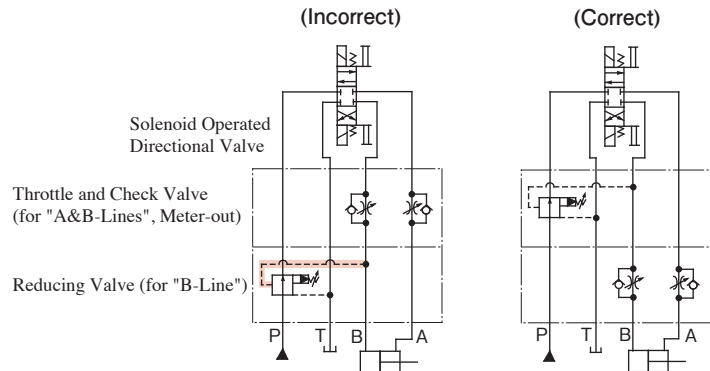 (Incorrect)
(Correct)
Solenoid Operated
Directional Valve
Throttle and Check Valve
(for "A&B-Lines", Meter-out)
Reducing Valve (for "B-Line")
P T B A
P T B A